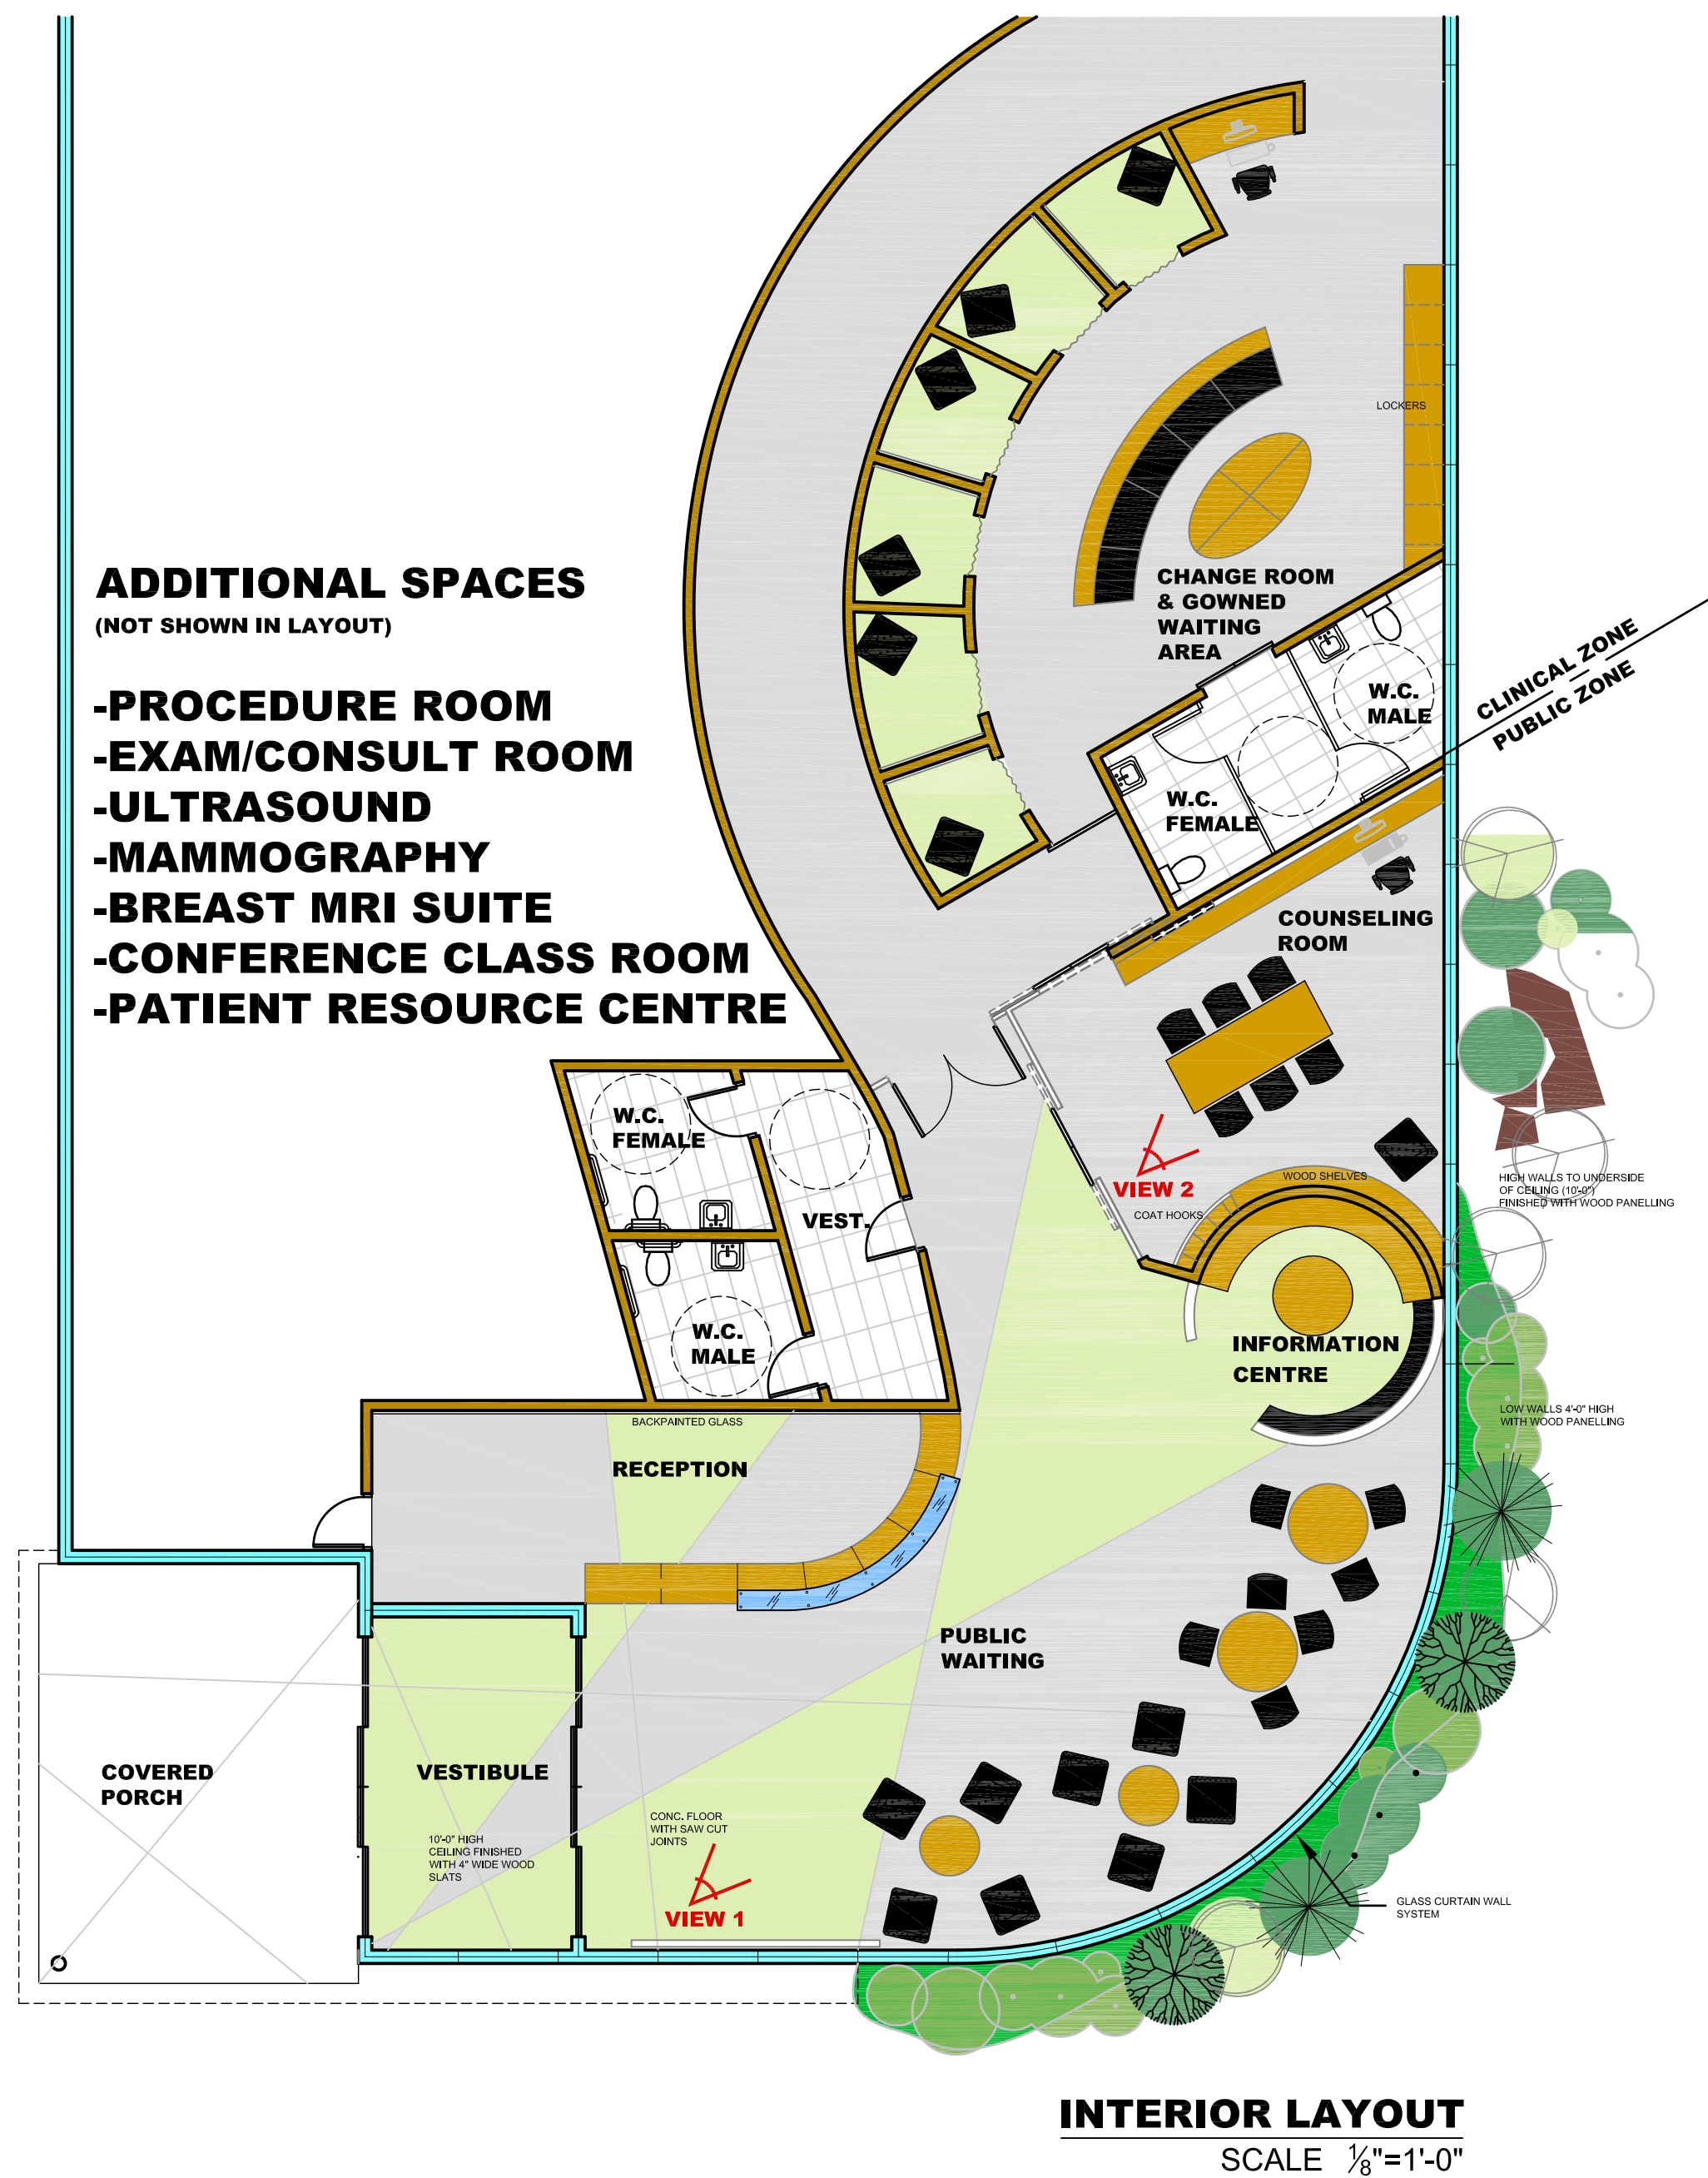 ADDITIONAL SPACES
(NOT SHOWN IN LAYOUT)
-PROCEDURE ROOM
-EXAM/CONSULT ROOM
-ULTRASOUND
-MAMMOGRAPHY
-BREAST MRI SUITE
-CONFERENCE CLASS ROOM
-PATIENT RESOURCE CENTRE
LOCKERS
CHANGE ROOM
& GOWNED
WAITING
AREA
CLINICAL ZONE
PUBLIC ZONE
W.C.
MALE
W.C.
FEMALE
COUNSELING
ROOM
W.C.
FEMALE
VIEW 2
WOOD SHELVES
COAT HOOKS
HIGH WALLS TO UNDERSIDE
OF CEILING (10'-0")
FINISHED WITH WOOD PANELLING
VEST.
W.C.
MALE
INFORMATION
CENTRE
LOW WALLS 4'-0" HIGH
WITH WOOD PANELLING
BACKPAINTED GLASS
RECEPTION
PUBLIC
WAITING
COVERED
PORCH
VESTIBULE
10'-0" HIGH
CEILING FINISHED
WITH 4" WIDE WOOD
SLATS
CONC. FLOOR
WITH SAW CUT
JOINTS
VIEW 1
GLASS CURTAIN WALL
SYSTEM
INTERIOR LAYOUT
SCALE ⅛"=1'-0"